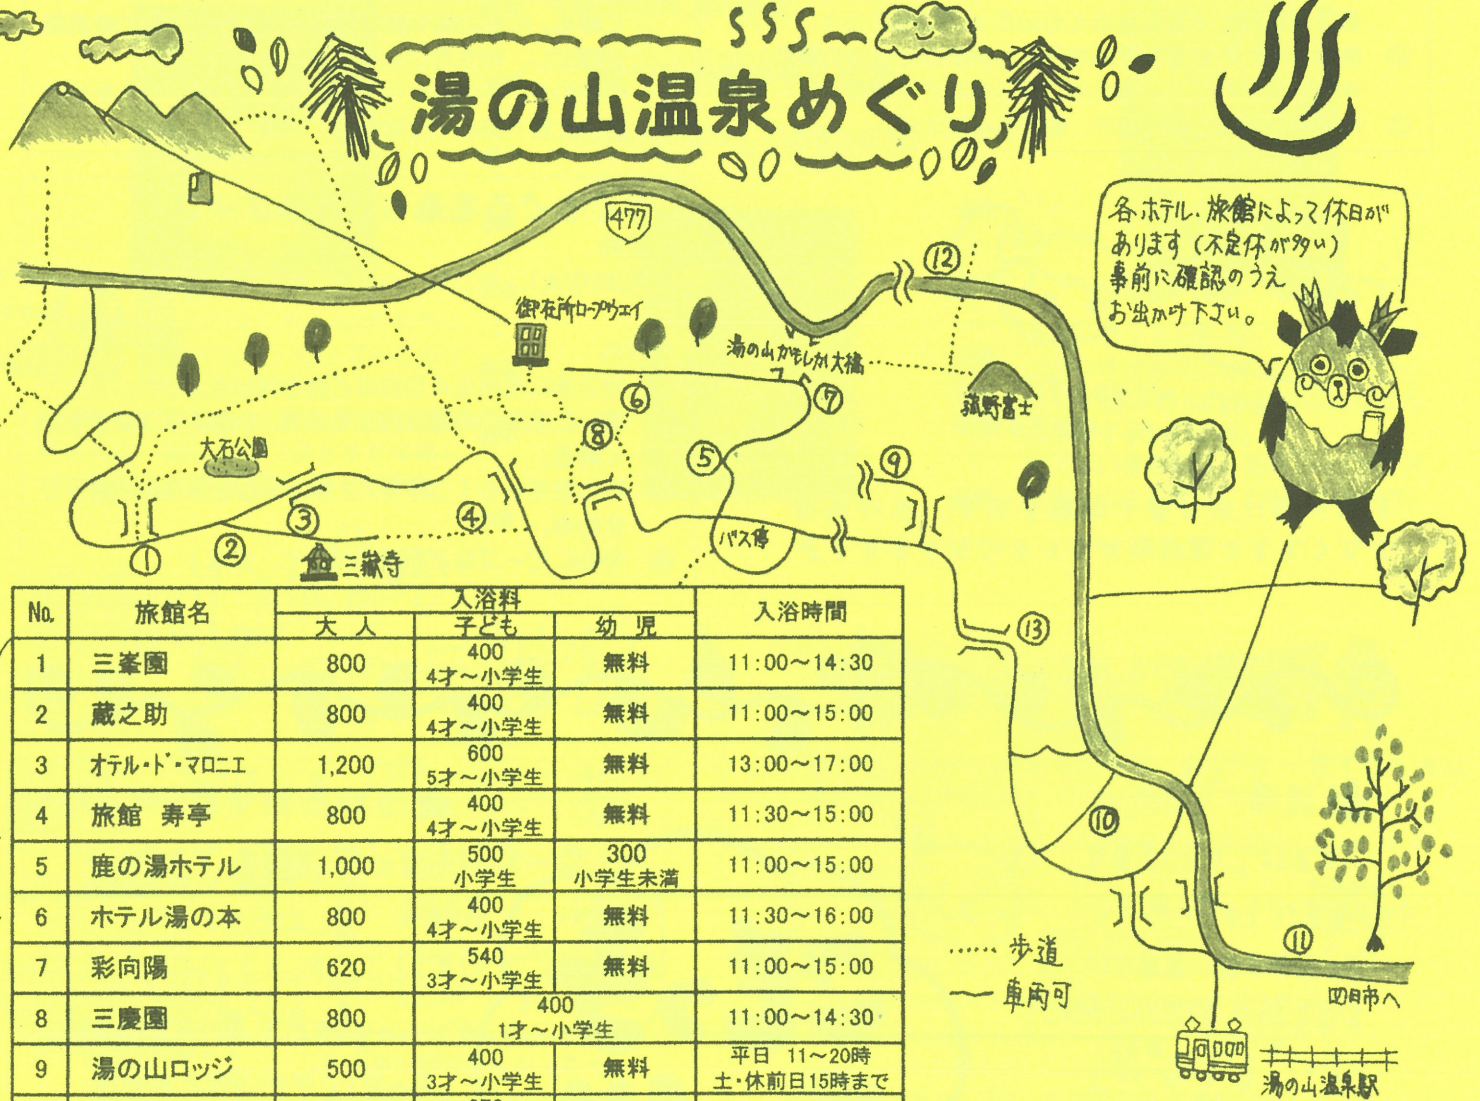 湯の山温泉めぐり
各ホテル・旅館によって休日が
あります(不定休が多い)
事前に確認のうえ
お出かけ下さい。
477
⑫
御在所ロープウエイ
湯の山かもしか大橋
菰野富士
⑥
⑦
⑧
大石公園
⑤
⑨
③
④
①
②
バス停
三嶽寺
⑬
⑩
⑪
‥‥‥ 歩道
― 車両可
四日市へ
湯の山温泉駅
No. 旅館名 入浴料 入浴時間
大人 子ども 幼児
1 三峯園 800 400 4才~小学生 無料 11:00~14:30
2 蔵之助 800 400 4才~小学生 無料 11:00~15:00
3 オテル・ド・マロニエ 1,200 600 5才~小学生 無料 13:00~17:00
4 旅館 寿亭 800 400 4才~小学生 無料 11:30~15:00
5 鹿の湯ホテル 1,000 500 小学生 300 小学生未満 11:00~15:00
6 ホテル湯の本 800 400 4才~小学生 無料 11:30~16:00
7 彩向陽 620 540 3才~小学生 無料 11:00~15:00
8 三慶園 800 400 1才~小学生 11:00~14:30
9 湯の山ロッジ 500 400 3才~小学生 無料 平日 11~20時 土・休前日15時まで